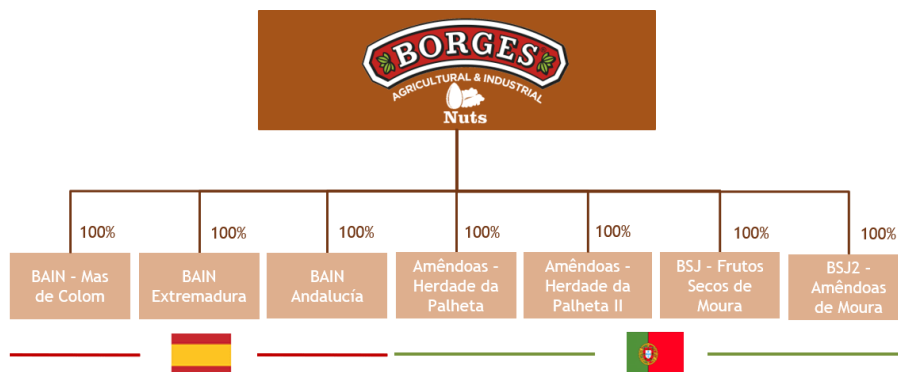 BORGES
AGRICULTURAL & INDUSTRIAL
Nuts
100%
100%
100%
100%
100%
100%
100%
BAIN - Mas
de Colom
BAIN
Extremadura
BAIN
Andalucía
Amêndoas -
Herdade da
Palheta
Amêndoas -
Herdade da
Palheta II
BSJ - Frutos
Secos de
Moura
BSJ2 -
Amêndoas
de Moura